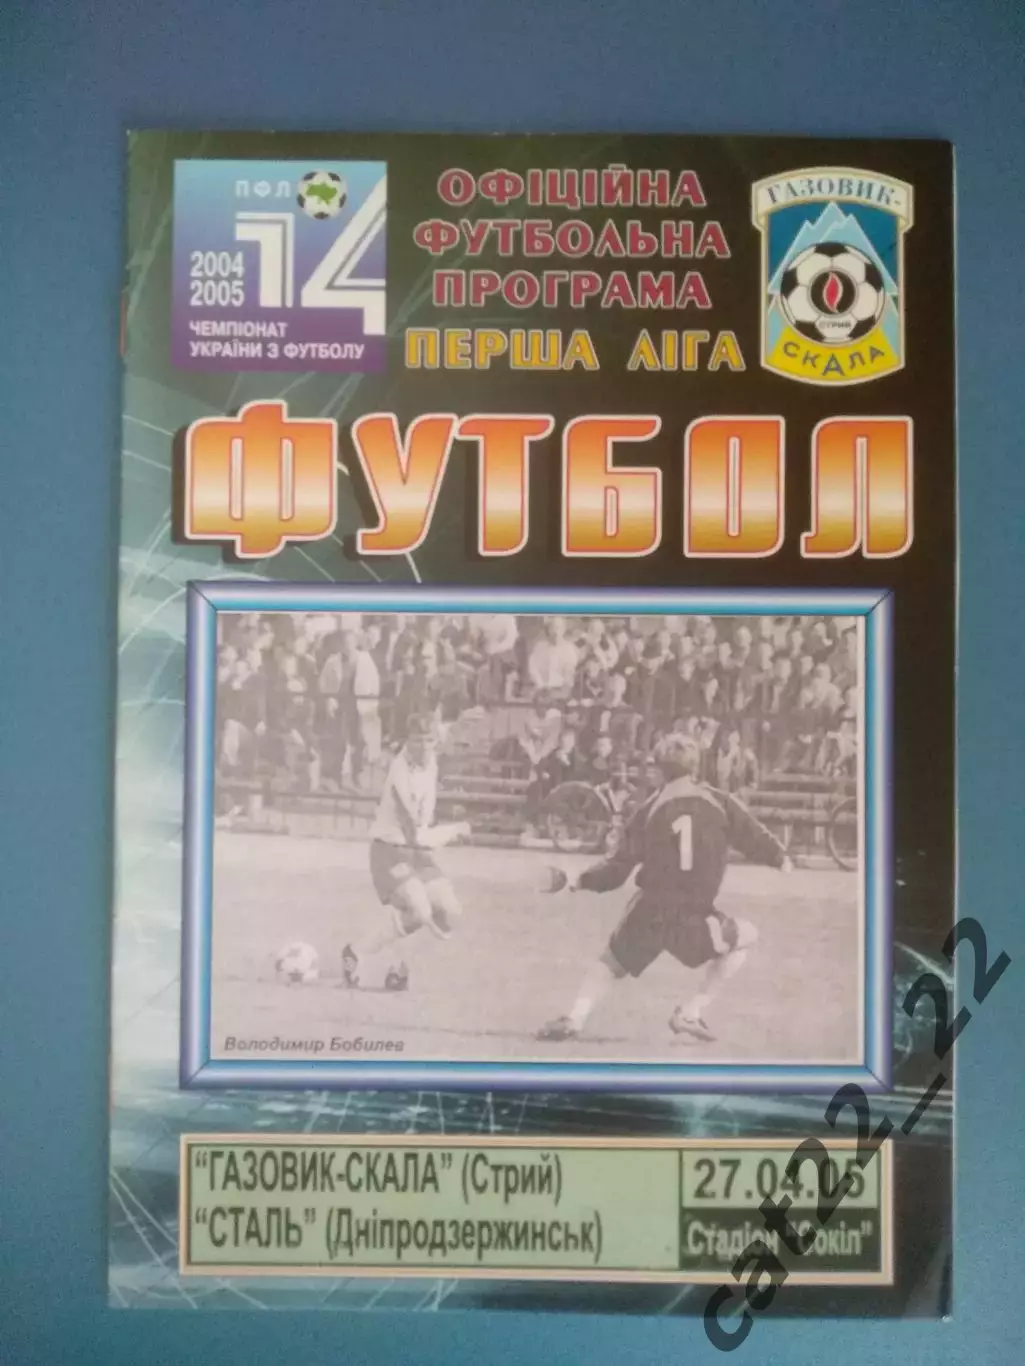 ПФЛ
14
2004
2005
ЧЕМПІОНАТ
УКРАЇНИ З ФУТБОЛУ
ОФІЦІЙНА
ФУТБОЛЬНА
ПРОГРАМА
ПЕРША ЛІГА
ГАЗОВИК-
СТРИЙ
СКАЛА
ФУТБОЛ
1
Володимир Бобилев
"ГАЗОВИК-СКАЛА" (Стрий)
"СТАЛЬ" (Дніпродзержинськ)
27.04.05
Стадіон "Сокіл"
cat22_22